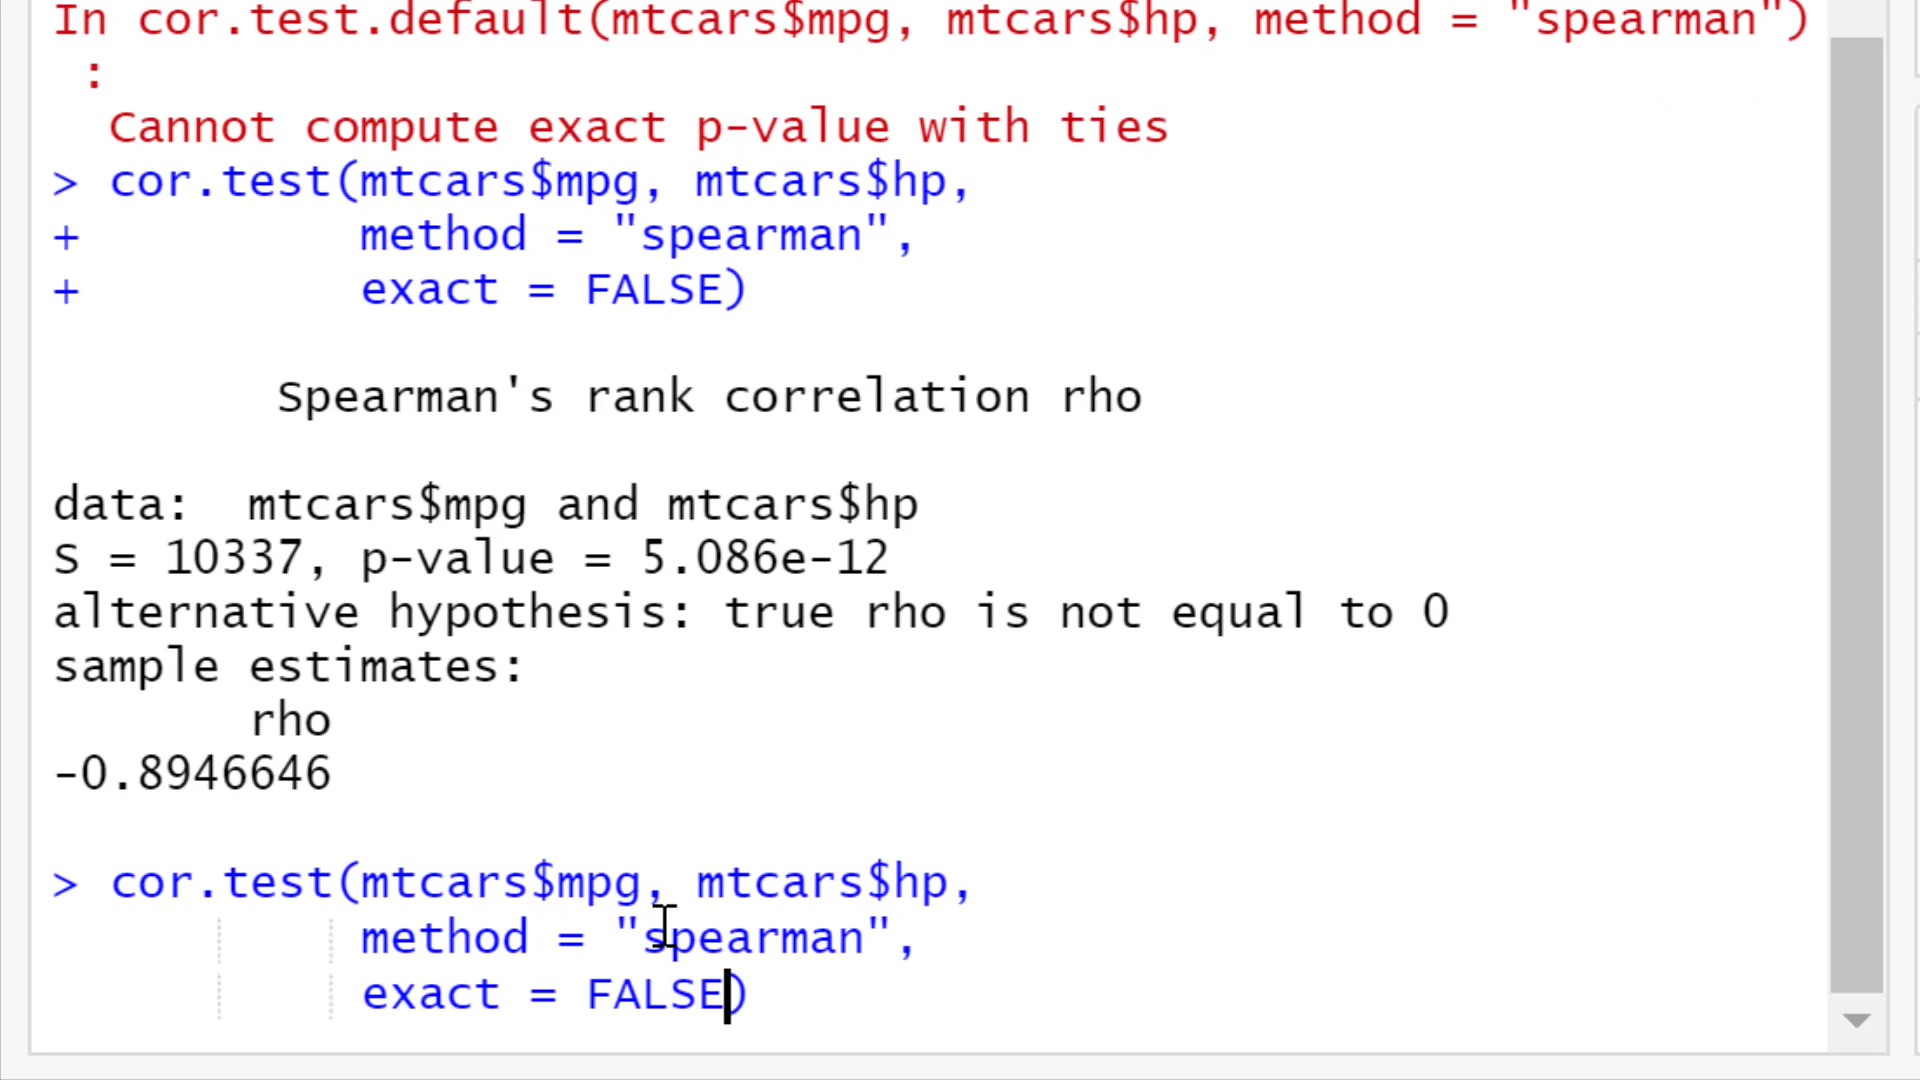 In cor.test.default(mtcars$mpg, mtcars$hp, method = "spearman")
 :
  Cannot compute exact p-value with ties
> cor.test(mtcars$mpg, mtcars$hp,
+          method = "spearman",
+          exact = FALSE)
        Spearman's rank correlation rho
data:  mtcars$mpg and mtcars$hp
S = 10337, p-value = 5.086e-12
alternative hypothesis: true rho is not equal to 0
sample estimates:
       rho
-0.8946646
> cor.test(mtcars$mpg, mtcars$hp,
           method = "spearman",
           exact = FALSE)